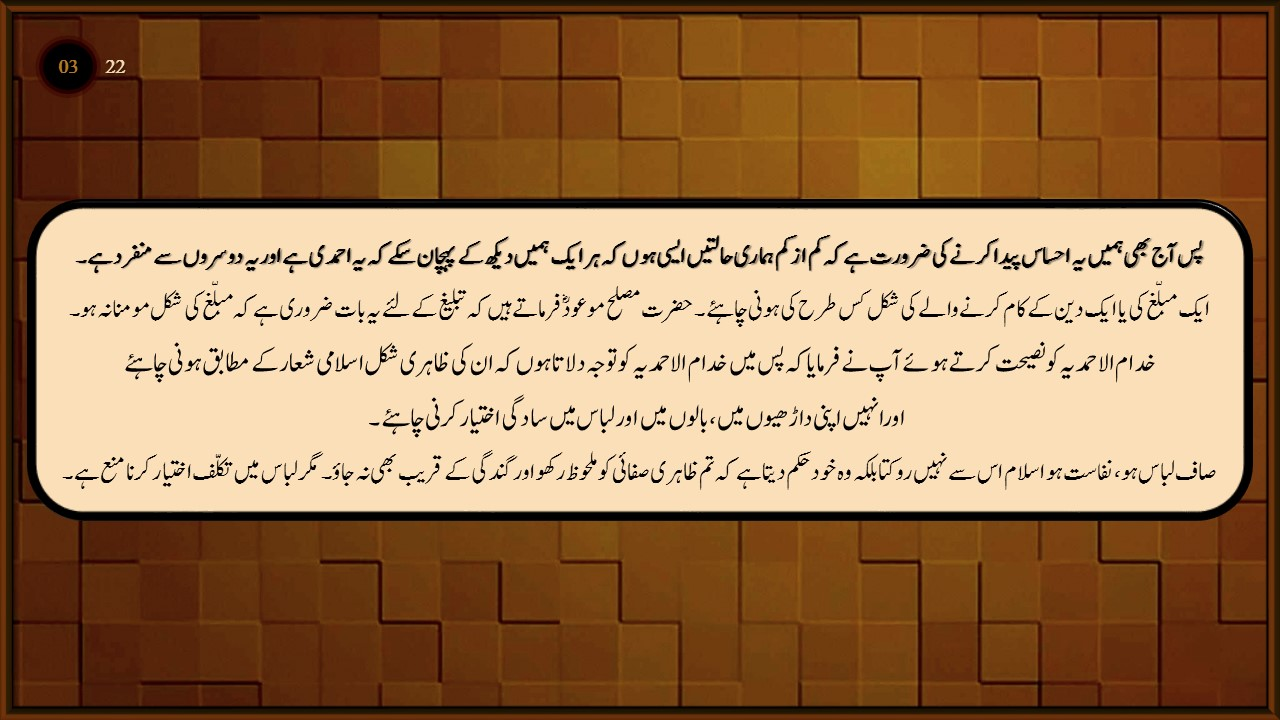 03 22
پس آج بھی ہمیں یہ احساس پیدا کرنے کی ضرورت ہے کہ کم از کم ہماری حالتیں ایسی ہوں کہ ہر ایک ہمیں دیکھ کے پہچان سکے کہ یہ احمدی ہے اور یہ دوسروں سے منفرد ہے۔
ایک مبلّغ کی یا ایک دین کے کام کرنے والے کی شکل کس طرح کی ہونی چاہئے۔ حضرت مصلح موعودؓ فرماتے ہیں کہ تبلیغ کے لئے یہ بات ضروری ہے کہ مبلّغ کی شکل مومنانہ ہو۔
خدام الاحمدیہ کو نصیحت کرتے ہوئے آپ نے فرمایا کہ پس میں خدام الاحمدیہ کو توجہ دلاتا ہوں کہ ان کی ظاہری شکل اسلامی شعار کے مطابق ہونی چاہئے
اور انہیں اپنی داڑھیوں میں، بالوں میں اور لباس میں سادگی اختیار کرنی چاہئے۔
صاف لباس ہو، نفاست ہو اسلام اس سے نہیں روکتا بلکہ وہ خود حکم دیتا ہے کہ تم ظاہری صفائی کو ملحوظ رکھو اور گندگی کے قریب بھی نہ جاؤ۔ مگر لباس میں تکلّف اختیار کرنا منع ہے۔